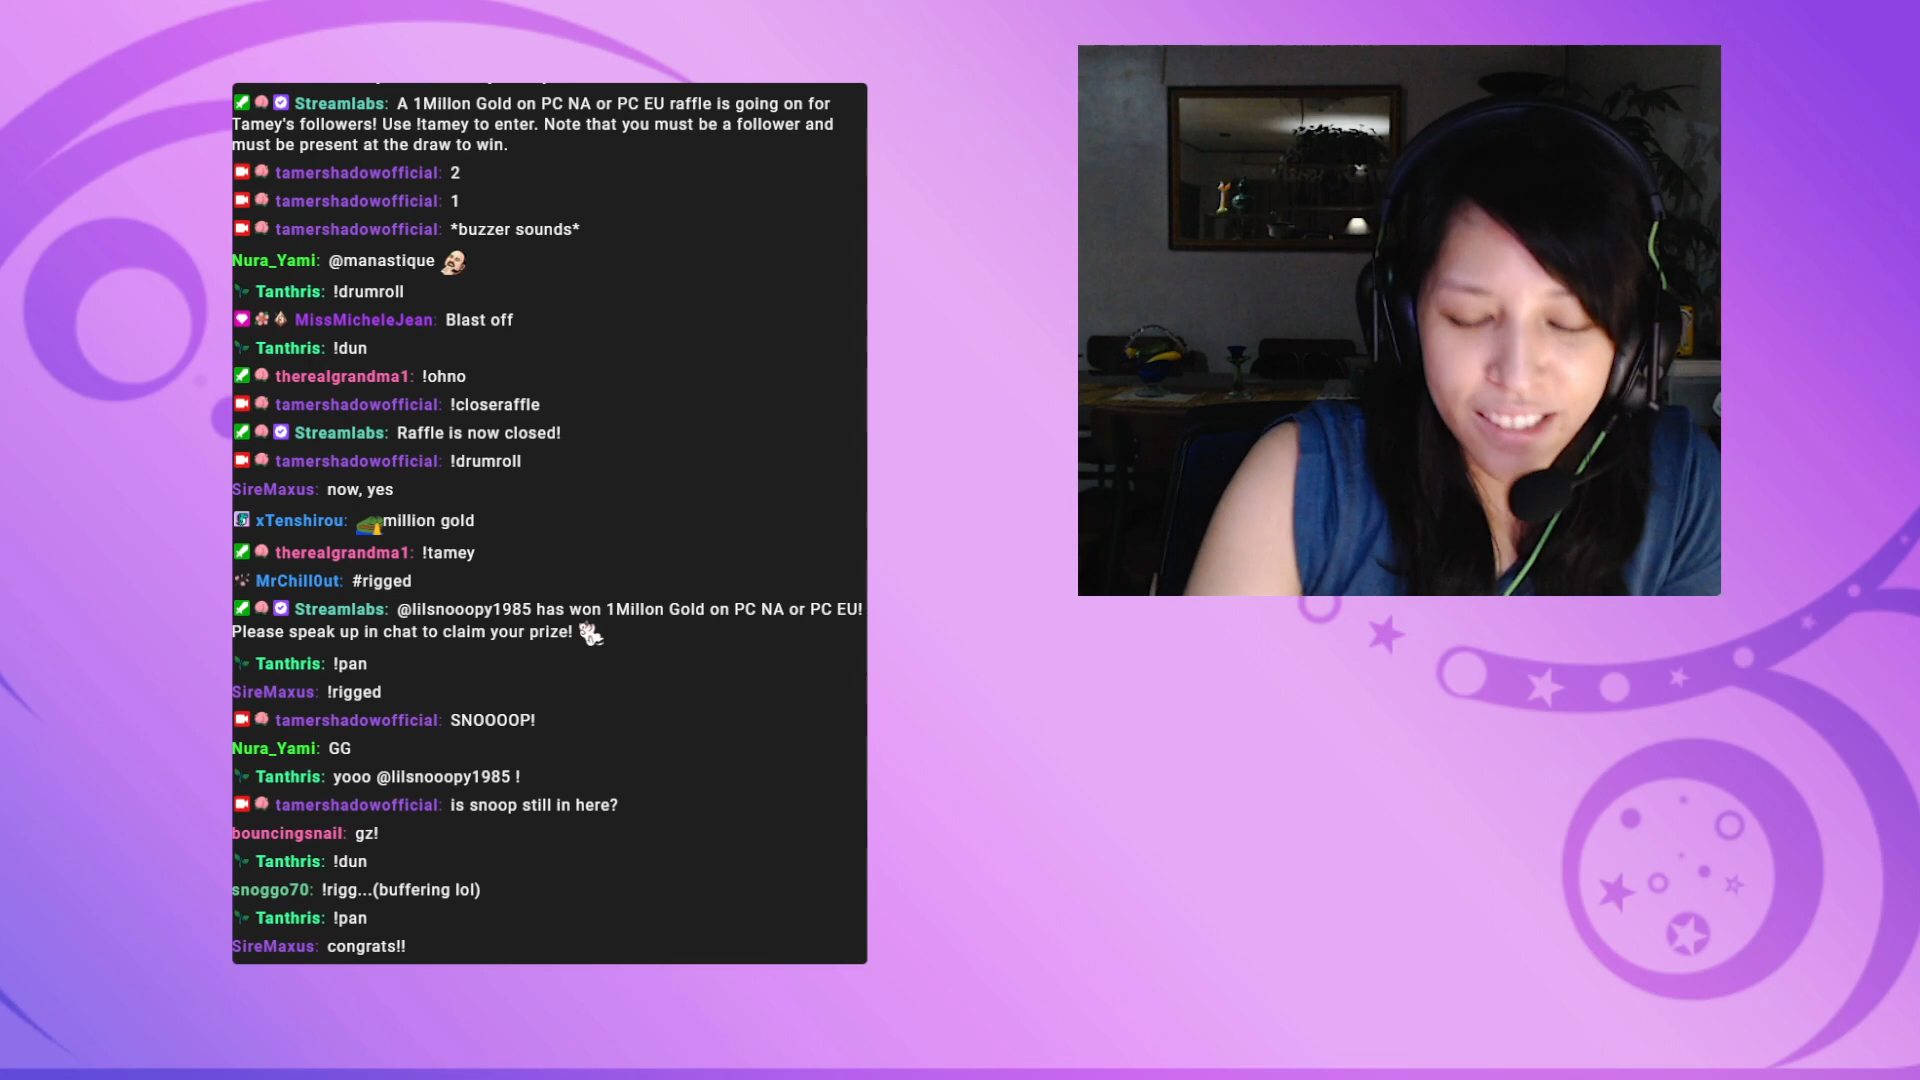 Streamlabs: A 1Millon Gold on PC NA or PC EU raffle is going on for
Tamey's followers! Use !tamey to enter. Note that you must be a follower and
must be present at the draw to win.
tamershadowofficial: 2
tamershadowofficial: 1
tamershadowofficial: *buzzer sounds*
Nura_Yami: @manastique
Tanthris: !drumroll
MissMicheleJean: Blast off
Tanthris: !dun
therealgrandma1: !ohno
tamershadowofficial: !closeraffle
Streamlabs: Raffle is now closed!
tamershadowofficial: !drumroll
SireMaxus: now, yes
xTenshirou: million gold
therealgrandma1: !tamey
MrChill0ut: #rigged
Streamlabs: @lilsnooopy1985 has won 1Millon Gold on PC NA or PC EU!
Please speak up in chat to claim your prize!
Tanthris: !pan
SireMaxus: !rigged
tamershadowofficial: SNOOOOP!
Nura_Yami: GG
Tanthris: yooo @lilsnooopy1985 !
tamershadowofficial: is snoop still in here?
bouncingsnail: gz!
Tanthris: !dun
snoggo70: !rigg...(buffering lol)
Tanthris: !pan
SireMaxus: congrats!!